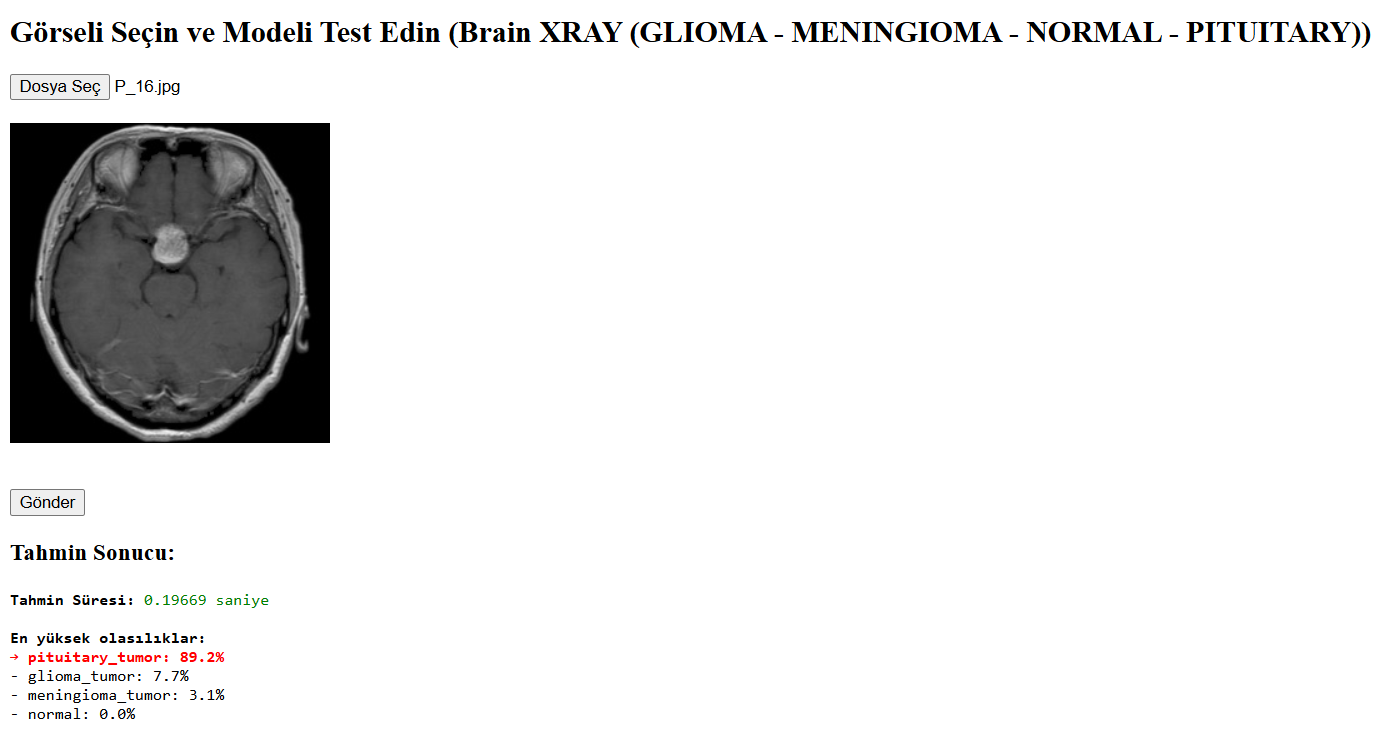 Görseli Seçin ve Modeli Test Edin (Brain XRAY (GLIOMA - MENINGIOMA - NORMAL - PITUITARY))
Dosya Seç P_16.jpg
Gönder
Tahmin Sonucu:
Tahmin Süresi: 0.19669 saniye
En yüksek olasılıklar:
→ pituitary_tumor: 89.2%
- glioma_tumor: 7.7%
- meningioma_tumor: 3.1%
- normal: 0.0%